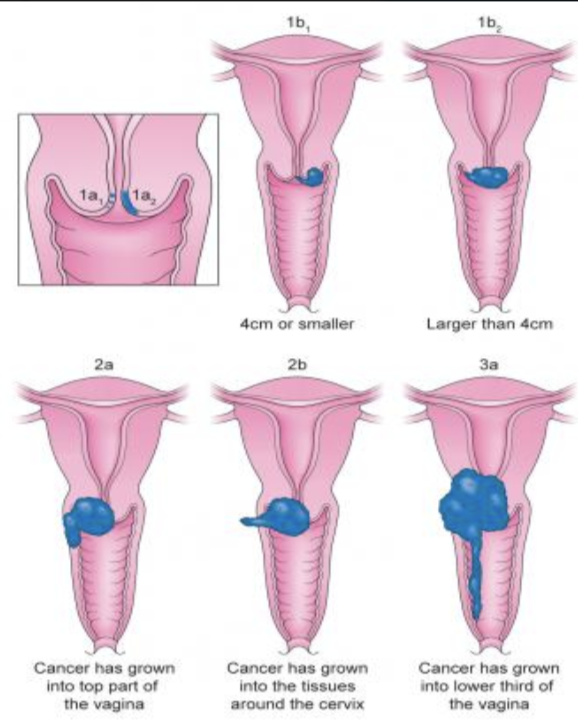 1b₁
1b₂
1a₁
1a₂
4cm or smaller
Larger than 4cm
2a
2b
3a
Cancer has grown
into top part of
the vagina
Cancer has grown
into the tissues
around the cervix
Cancer has grown
into lower third of
the vagina